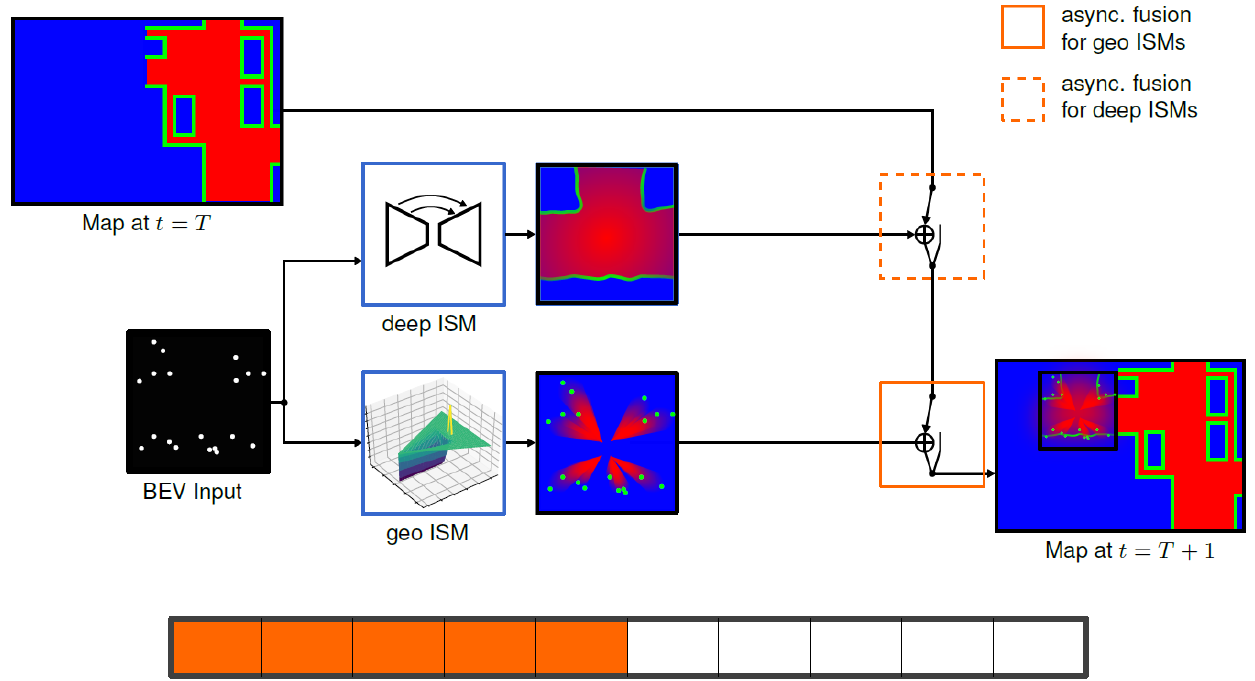 async. fusion
for geo ISMs
async. fusion
for deep ISMs
Map at t = T
deep ISM
BEV Input
geo ISM
Map at t = T + 1